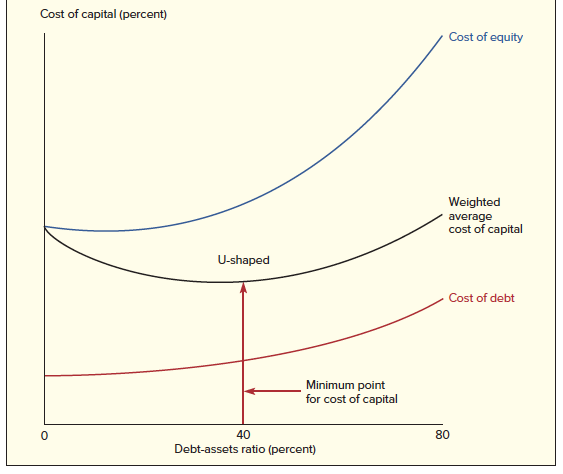 Cost of capital (percent)
Cost of equity
Weighted
average
cost of capital
U-shaped
Cost of debt
Minimum point
for cost of capital
0
40
80
Debt-assets ratio (percent)